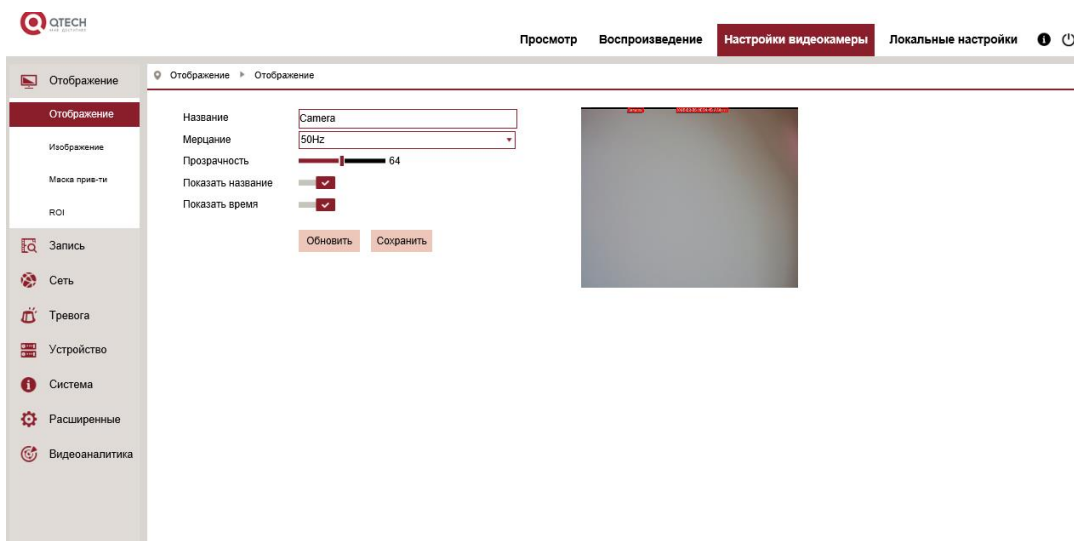 QTECH
Просмотр Воспроизведение Настройки видеокамеры Локальные настройки
Отображение
Отображение Отображение
Отображение
Изображение
Маска прив-ти
ROI
Запись
Сеть
Тревога
Устройство
Система
Расширенные
Видеоаналитика
Название Camera
Мерцание 50Hz
Прозрачность 64
Показать название
Показать время
Обновить Сохранить